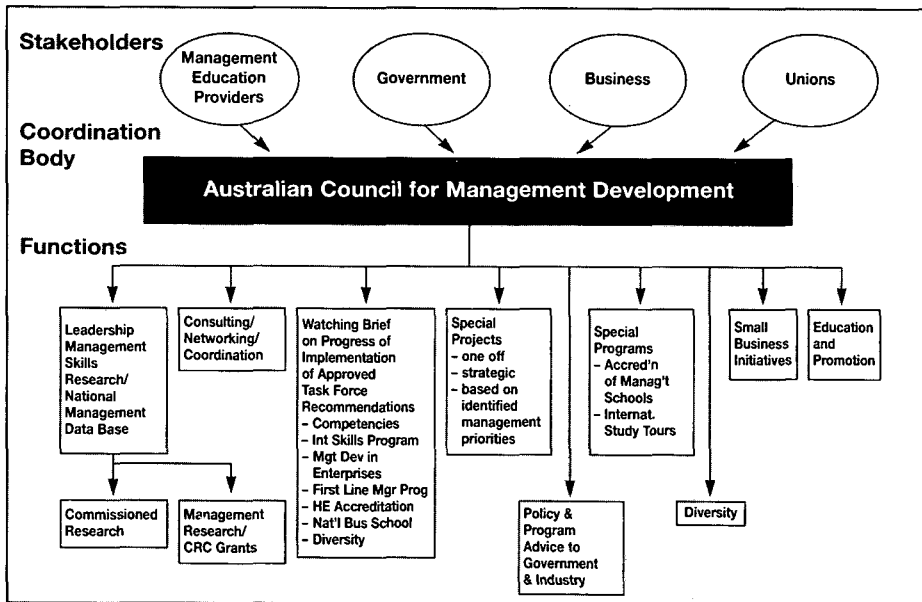 Stakeholders
Management
Education
Providers
Government
Business
Unions
Coordination
Body
Australian Council for Management Development
Functions
Leadership
Management
Skills
Research/
National
Management
Data Base
Consulting/
Networking/
Coordination
Watching Brief
on Progress of
Implementation
of Approved
Task Force
Recommendations
– Competencies
– Int Skills Program
– Mgt Dev in
Enterprises
– First Line Mgr Prog
– HE Accreditation
– Nat'l Bus School
– Diversity
Special
Projects
– one off
– strategic
– based on
identified
management
priorities
Special
Programs
– Accred'n
of Manag't
Schools
– Internat.
Study Tours
Small
Business
Initiatives
Education
and
Promotion
Commissioned
Research
Management
Research/
CRC Grants
Policy &
Program
Advice to
Government
& Industry
Diversity